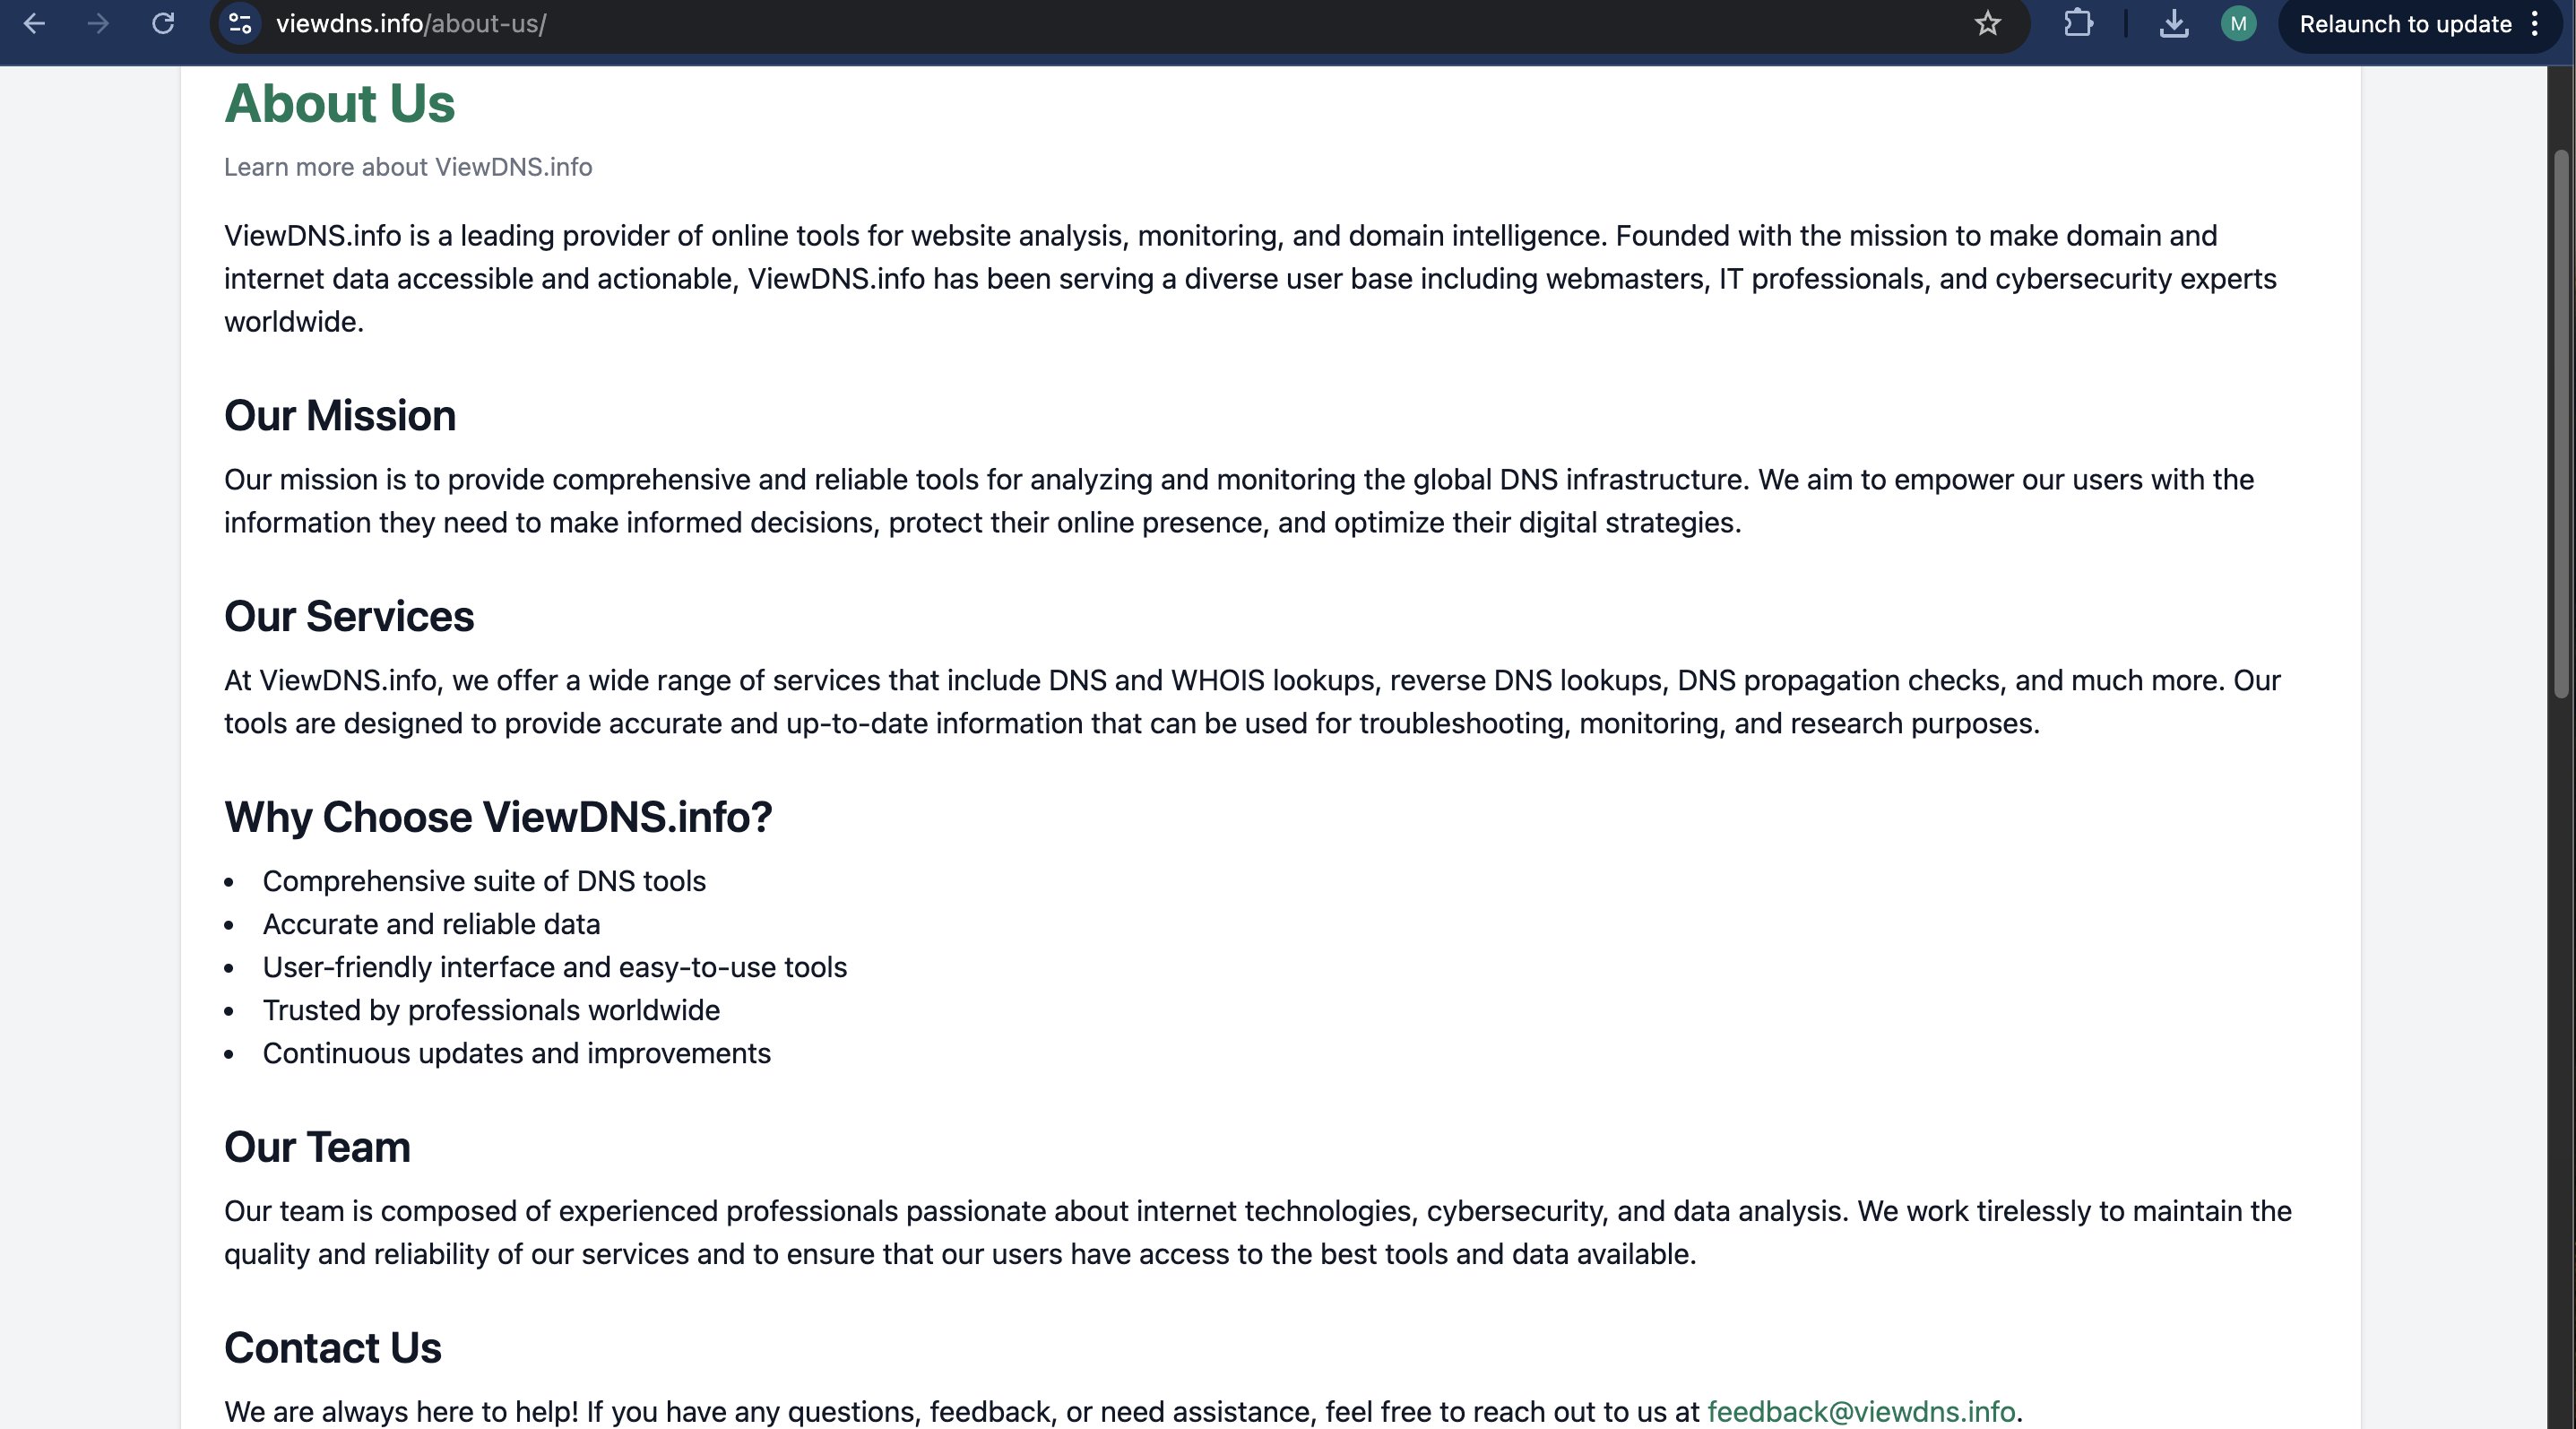 viewdns.info/about-us/
M
Relaunch to update
About Us
Learn more about ViewDNS.info
ViewDNS.info is a leading provider of online tools for website analysis, monitoring, and domain intelligence. Founded with the mission to make domain and
internet data accessible and actionable, ViewDNS.info has been serving a diverse user base including webmasters, IT professionals, and cybersecurity experts
worldwide.
Our Mission
Our mission is to provide comprehensive and reliable tools for analyzing and monitoring the global DNS infrastructure. We aim to empower our users with the
information they need to make informed decisions, protect their online presence, and optimize their digital strategies.
Our Services
At ViewDNS.info, we offer a wide range of services that include DNS and WHOIS lookups, reverse DNS lookups, DNS propagation checks, and much more. Our
tools are designed to provide accurate and up-to-date information that can be used for troubleshooting, monitoring, and research purposes.
Why Choose ViewDNS.info?
• Comprehensive suite of DNS tools
• Accurate and reliable data
• User-friendly interface and easy-to-use tools
• Trusted by professionals worldwide
• Continuous updates and improvements
Our Team
Our team is composed of experienced professionals passionate about internet technologies, cybersecurity, and data analysis. We work tirelessly to maintain the
quality and reliability of our services and to ensure that our users have access to the best tools and data available.
Contact Us
We are always here to help! If you have any questions, feedback, or need assistance, feel free to reach out to us at feedback@viewdns.info.